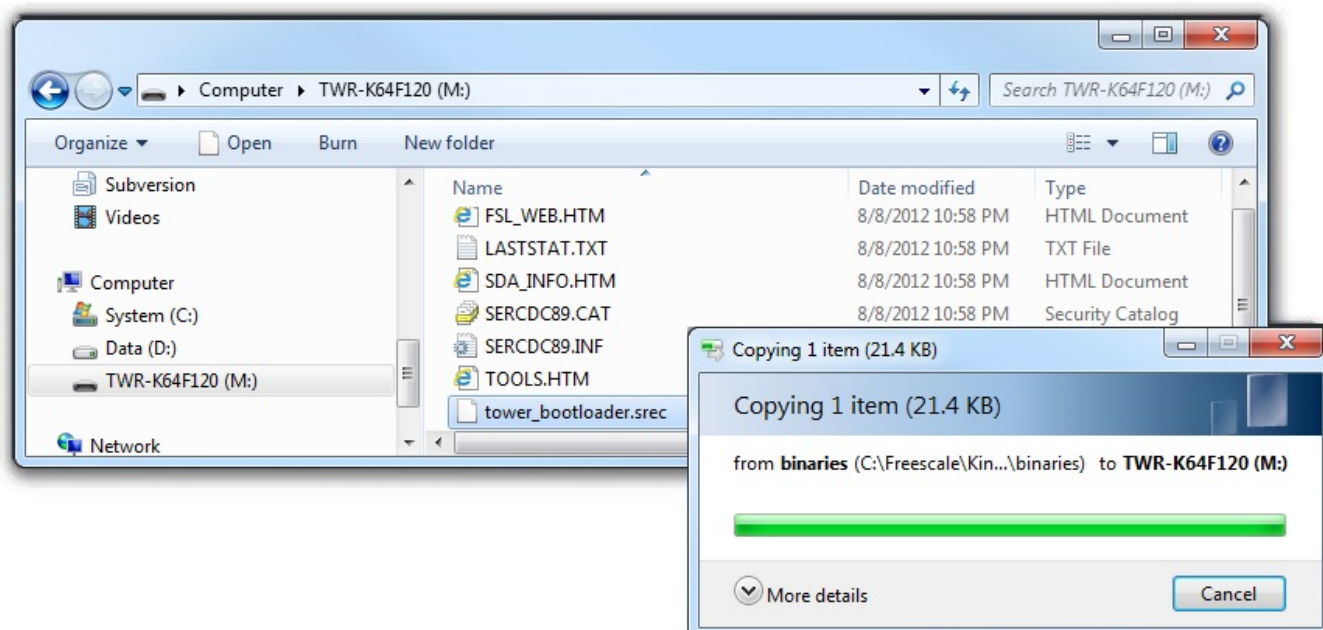 Computer ▸ TWR-K64F120 (M:)
Search TWR-K64F120 (M:)
Organize ▾ Open Burn New folder
Subversion
Videos
Computer
System (C:)
Data (D:)
TWR-K64F120 (M:)
Network
Name Date modified Type
FSL_WEB.HTM 8/8/2012 10:58 PM HTML Document
LASTSTAT.TXT 8/8/2012 10:58 PM TXT File
SDA_INFO.HTM 8/8/2012 10:58 PM HTML Document
SERCDC89.CAT 8/8/2012 10:58 PM Security Catalog
SERCDC89.INF
TOOLS.HTM
tower_bootloader.srec
Copying 1 item (21.4 KB)
Copying 1 item (21.4 KB)
from binaries (C:\Freescale\Kin...\binaries) to TWR-K64F120 (M:)
More details
Cancel